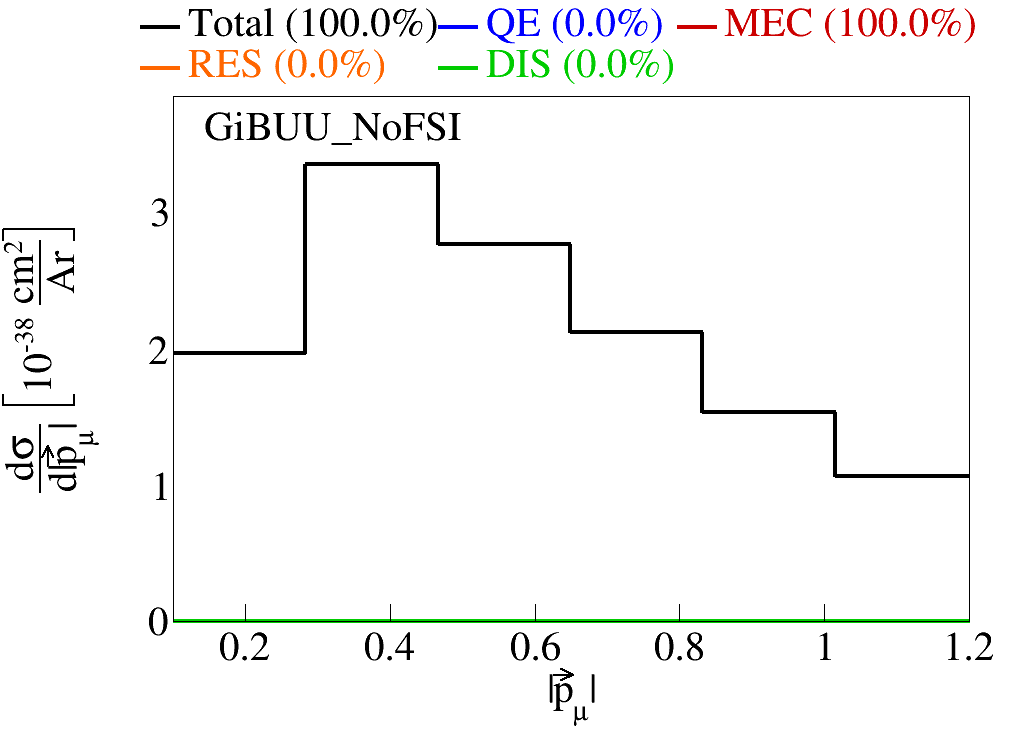 Total (100.0%) QE (0.0%) MEC (100.0%)
RES (0.0%) DIS (0.0%)
GiBUU_NoFSI
dσ/d|p⃗μ| [10⁻³⁸ cm²/Ar]
3
2
1
0
0.2 0.4 0.6 0.8 1 1.2
|p⃗μ|